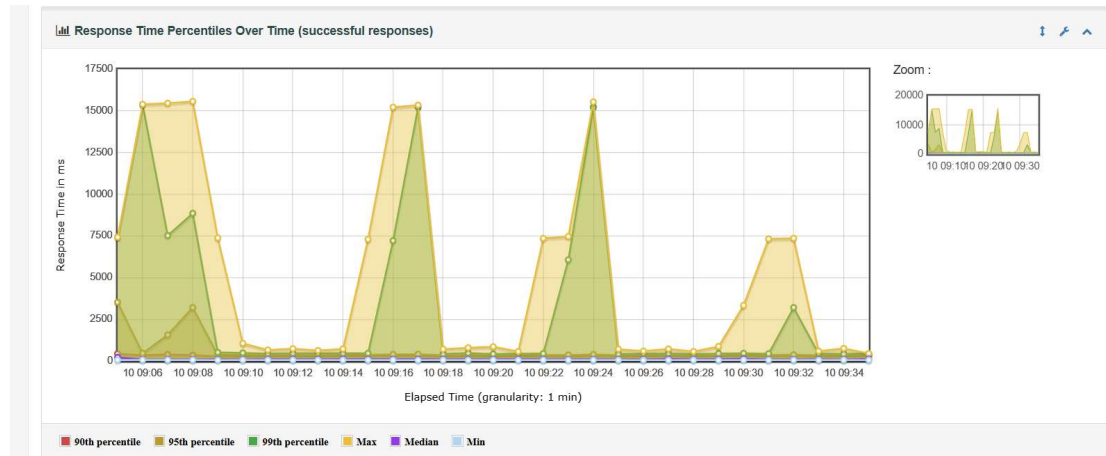 Response Time Percentiles Over Time (successful responses)
Zoom :
17500
15000
12500
10000
7500
5000
2500
0
Response Time in ms
10 09:06 10 09:08 10 09:10 10 09:12 10 09:14 10 09:16 10 09:18 10 09:20 10 09:22 10 09:24 10 09:26 10 09:28 10 09:30 10 09:32 10 09:34
Elapsed Time (granularity: 1 min)
20000
10000
0
10 09:10 10 09:20 10 09:30
90th percentile 95th percentile 99th percentile Max Median Min